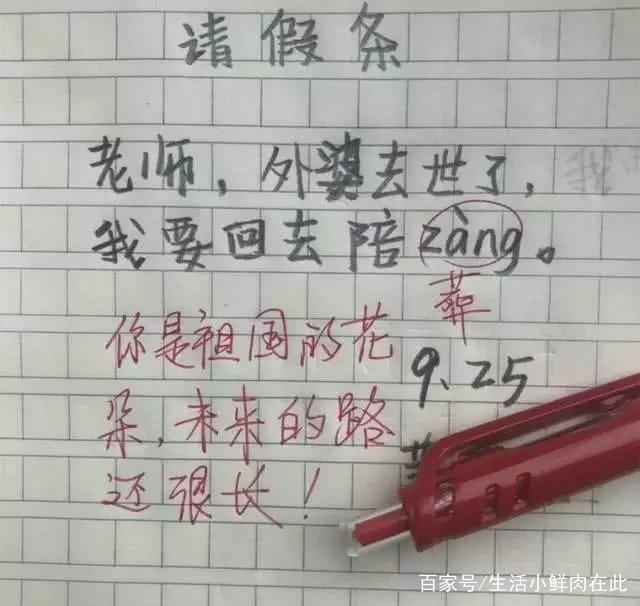 请假条
老师，外婆去世了，
我要回去陪zàng。
葬
你是祖国的花
朵，未来的路
还很长！
9.25
百家号/生活小鲜肉在此